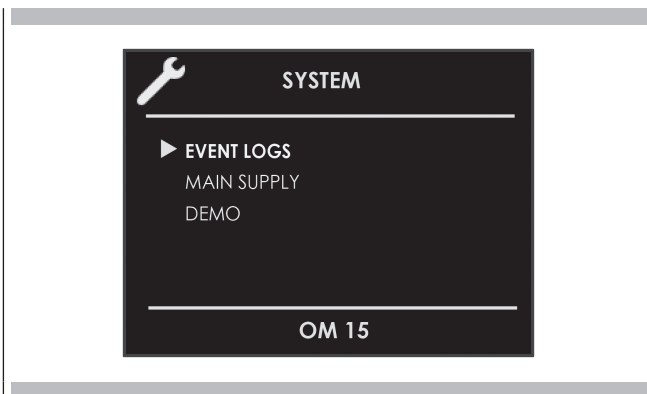 SYSTEM
EVENT LOGS
MAIN SUPPLY
DEMO
OM 15